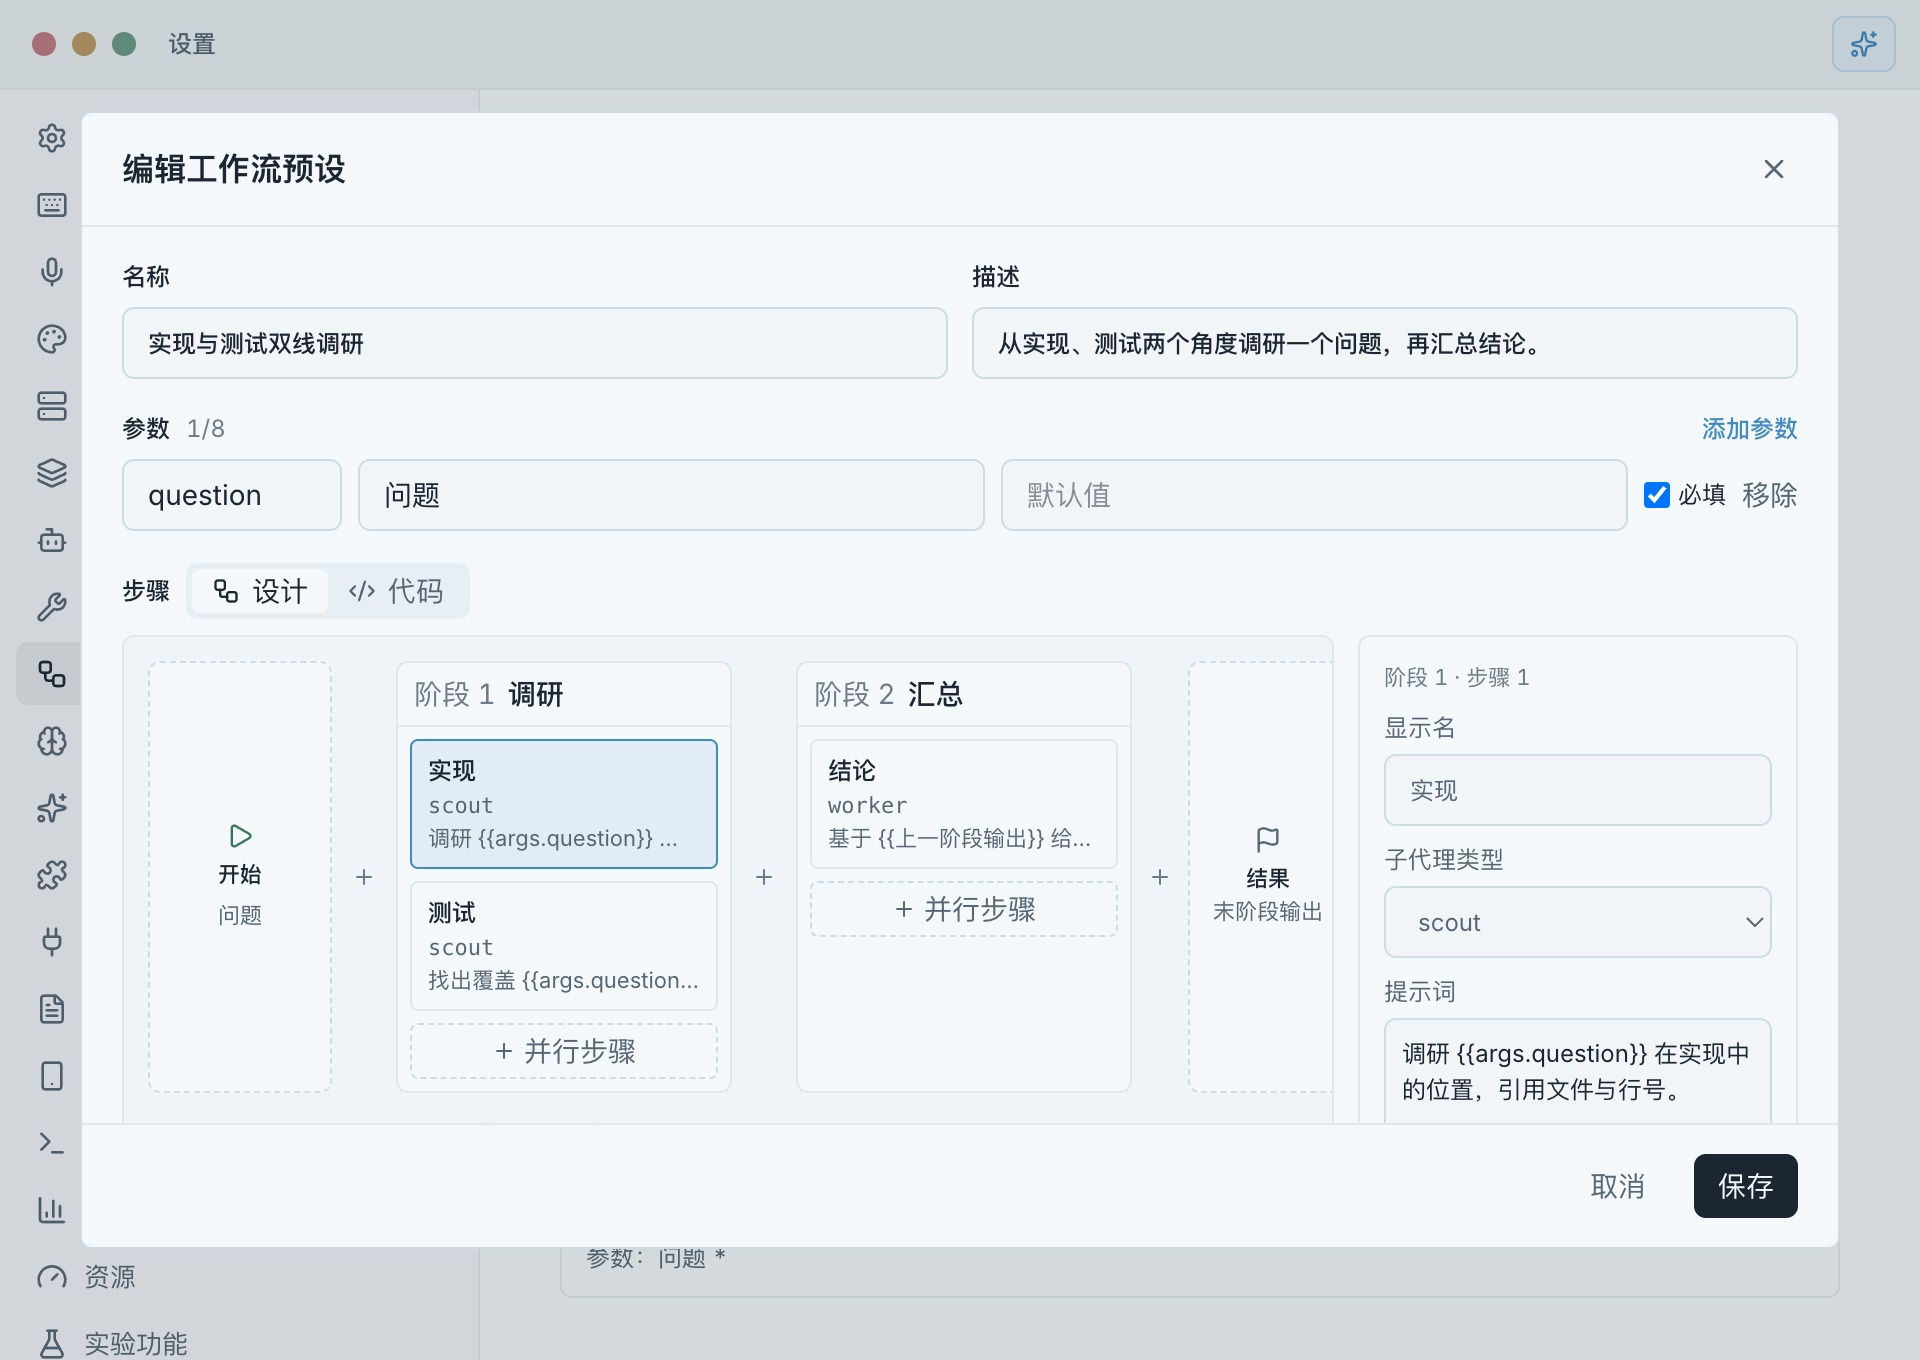 设置
编辑工作流预设
名称
描述
实现与测试双线调研
从实现、测试两个角度调研一个问题，再汇总结论。
参数 1/8
添加参数
question
问题
默认值
必填
移除
步骤
设计
代码
开始
问题
阶段 1 调研
实现
scout
调研 {{args.question}} ...
测试
scout
找出覆盖 {{args.question...
+ 并行步骤
阶段 2 汇总
结论
worker
基于 {{上一阶段输出}} 给...
+ 并行步骤
结果
末阶段输出
阶段 1 · 步骤 1
显示名
实现
子代理类型
scout
提示词
调研 {{args.question}} 在实现中
的位置，引用文件与行号。
取消
保存
参数：问题 *
资源
实验功能